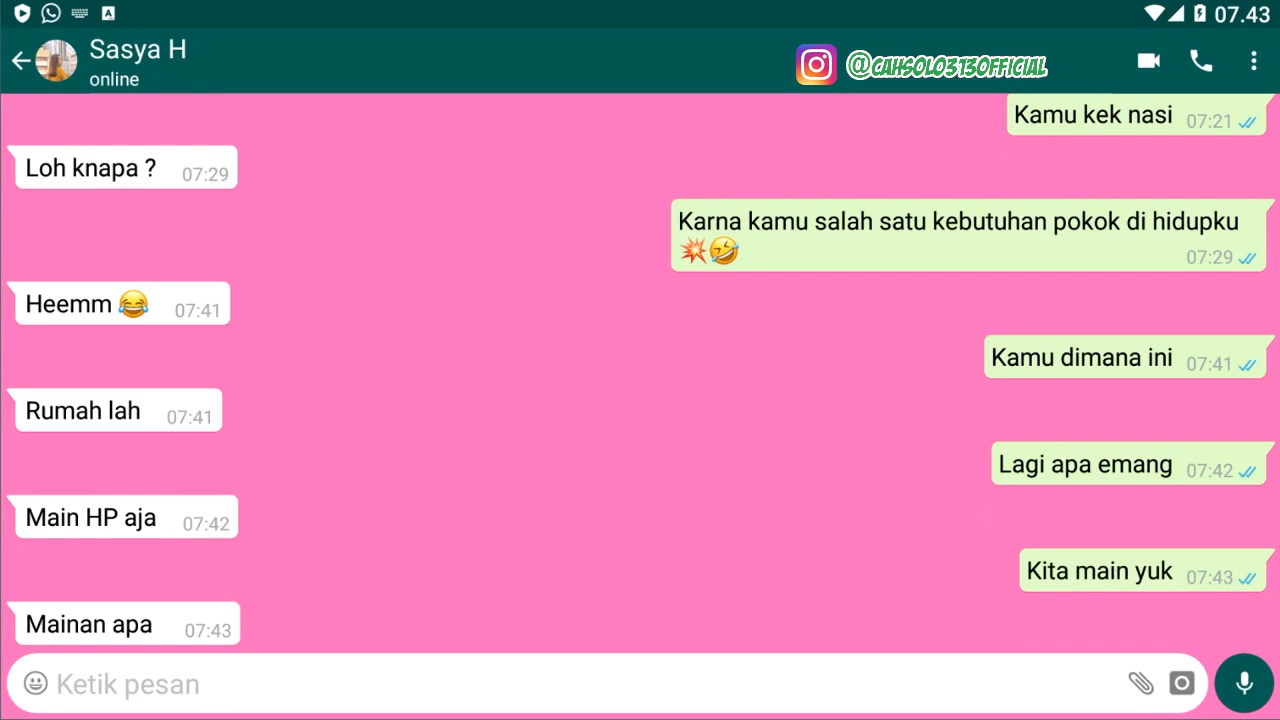 07.43
Sasya H
online
@CAHSOLO3130FFICIAL
Kamu kek nasi 07:21
Loh knapa ? 07:29
Karna kamu salah satu kebutuhan pokok di hidupku
💥🤣 07:29
Heemm 😂 07:41
Kamu dimana ini 07:41
Rumah lah 07:41
Lagi apa emang 07:42
Main HP aja 07:42
Kita main yuk 07:43
Mainan apa 07:43
Ketik pesan